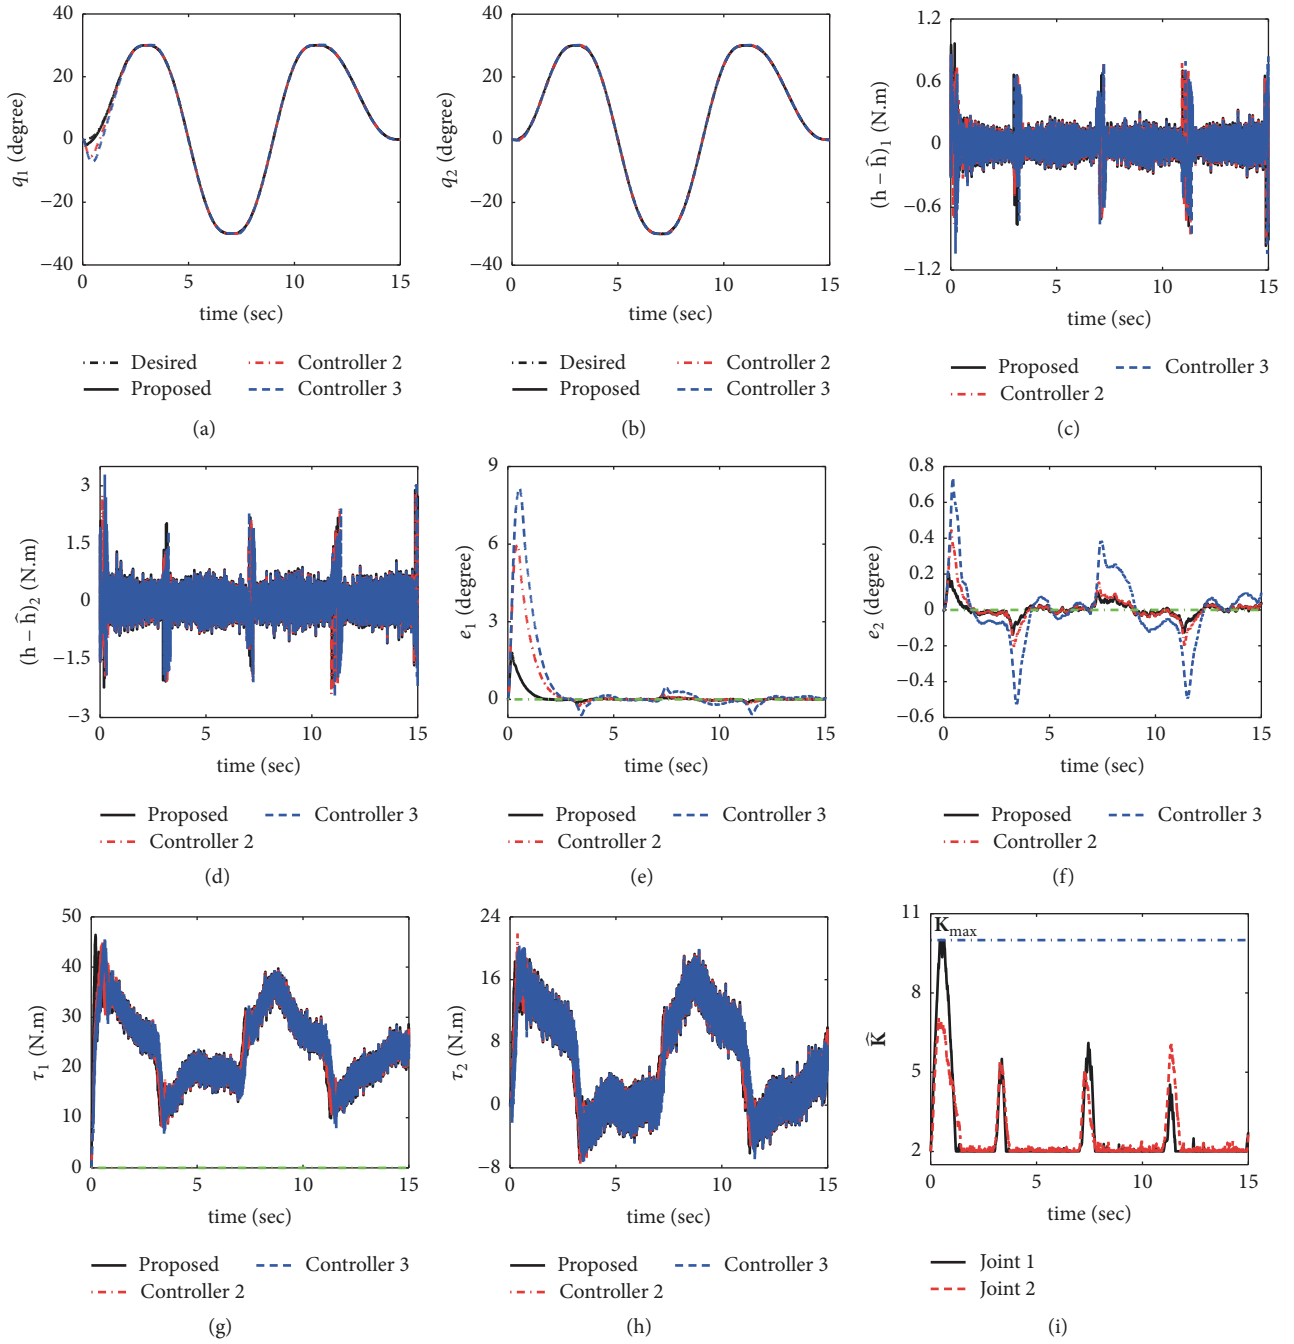 q₁ (degree)
40
20
0
−20
−40
0 5 10 15
time (sec)
Desired Controller 2
Proposed Controller 3
(a)
q₂ (degree)
40
20
0
−20
−40
0 5 10 15
time (sec)
Desired Controller 2
Proposed Controller 3
(b)
(h − ĥ)₁ (N.m)
1.2
0.6
0
−0.6
−1.2
0 5 10 15
time (sec)
Proposed Controller 3
Controller 2
(c)
(h − ĥ)₂ (N.m)
3
1.5
0
−1.5
−3
0 5 10 15
time (sec)
Proposed Controller 3
Controller 2
(d)
e₁ (degree)
9
6
3
0
0 5 10 15
time (sec)
Proposed Controller 3
Controller 2
(e)
e₂ (degree)
0.8
0.6
0.4
0.2
0
−0.2
−0.4
−0.6
0 5 10 15
time (sec)
Proposed Controller 3
Controller 2
(f)
τ₁ (N.m)
50
40
30
20
10
0
0 5 10 15
time (sec)
Proposed Controller 3
Controller 2
(g)
τ₂ (N.m)
24
16
8
0
−8
0 5 10 15
time (sec)
Proposed Controller 3
Controller 2
(h)
K̂
11
8
5
2
K_max
0 5 10 15
time (sec)
Joint 1
Joint 2
(i)